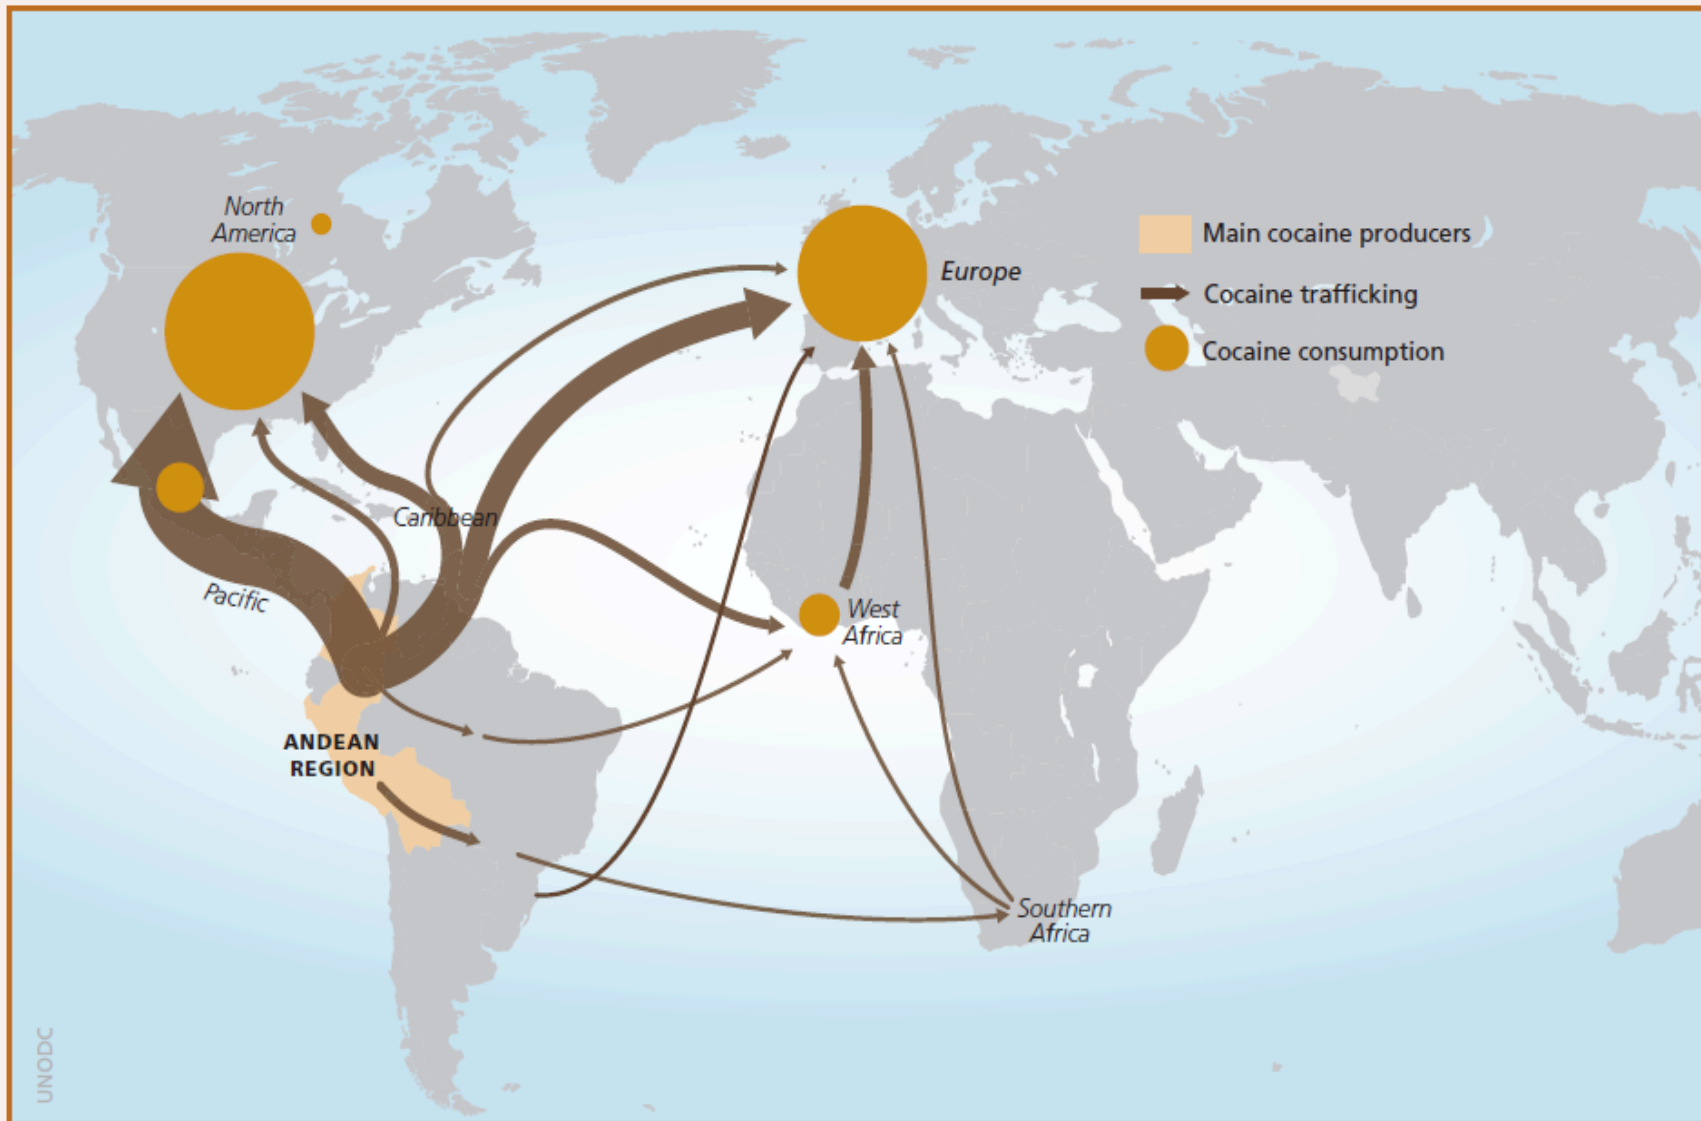 North
America
Europe
Main cocaine producers
Cocaine trafficking
Cocaine consumption
Caribbean
Pacific
West
Africa
ANDEAN
REGION
Southern
Africa
UNODC